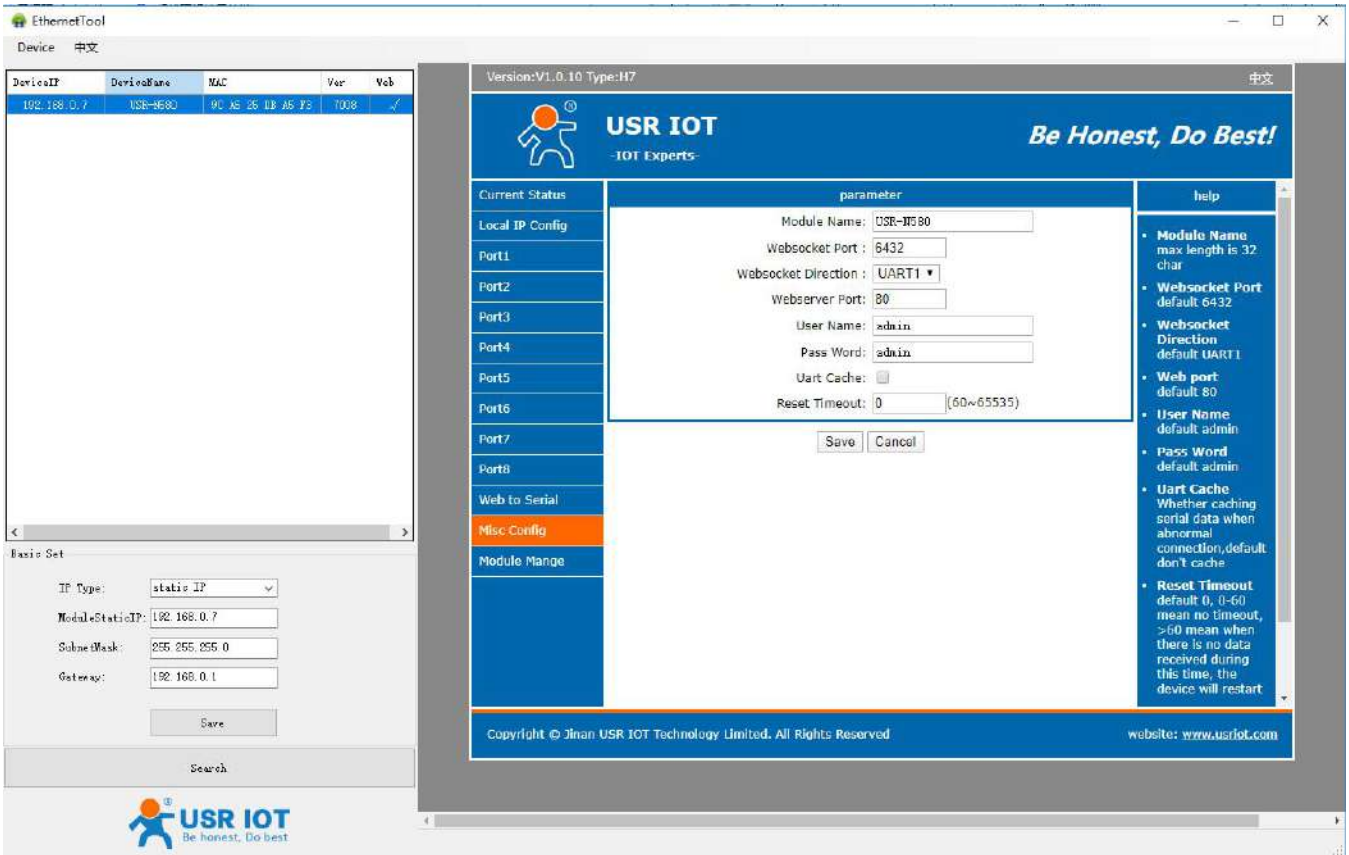 EthernetTool
Device 中文
DeviceIP DeviceName MAC Ver Web
192.168.0.7 USR-N580 9C A5 25 DB A5 F3 7008 √
Basic Set
IP Type: static IP
ModuleStaticIP: 192.168.0.7
SubnetMask: 255.255.255.0
Gateway: 192.168.0.1
Save
Search
®
USR IOT
Be honest, Do best
Version:V1.0.10 Type:H7 中文
®
USR IOT
-IOT Experts-
Be Honest, Do Best!
Current Status
Local IP Config
Port1
Port2
Port3
Port4
Port5
Port6
Port7
Port8
Web to Serial
Misc Config
Module Mange
parameter
Module Name: USR-N580
Websocket Port : 6432
Websocket Direction : UART1
Webserver Port: 80
User Name: admin
Pass Word: admin
Uart Cache:
Reset Timeout: 0 (60~65535)
Save Cancel
help
• Module Name
max length is 32
char
• Websocket Port
default 6432
• Websocket
Direction
default UART1
• Web port
default 80
• User Name
default admin
• Pass Word
default admin
• Uart Cache
Whether caching
serial data when
abnormal
connection,default
don't cache
• Reset Timeout
default 0, 0-60
mean no timeout,
>60 mean when
there is no data
received during
this time, the
device will restart
Copyright © Jinan USR IOT Technology Limited. All Rights Reserved
website: www.usriot.com